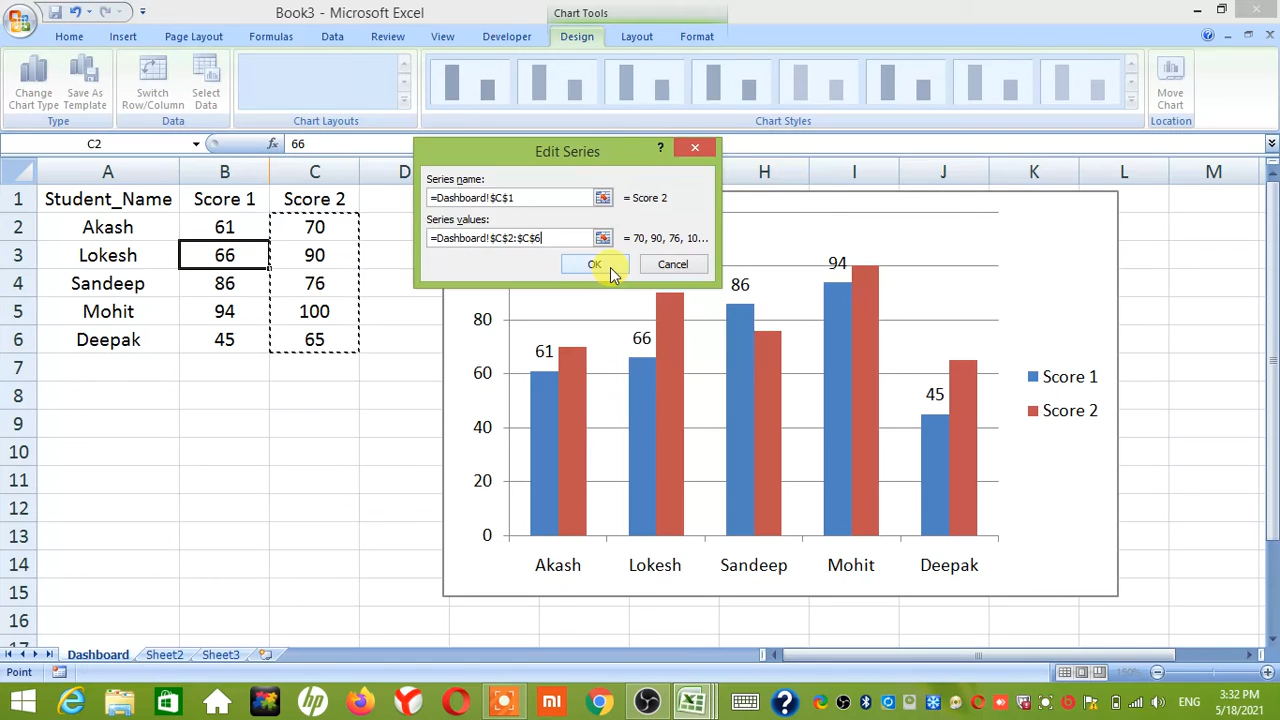 Book3 - Microsoft Excel
Chart Tools
Home Insert Page Layout Formulas Data Review View Developer Design Layout Format
Change Chart Type
Save As Template
Switch Row/Column
Select Data
Move Chart
Type Data Chart Layouts Chart Styles Location
C2 fx 66
Edit Series
?
Series name:
=Dashboard!$C$1 = Score 2
Series values:
=Dashboard!$C$2:$C$6 = 70, 90, 76, 10...
OK Cancel
A B C D H I J K L M
1 Student_Name Score 1 Score 2
2 Akash 61 70
3 Lokesh 66 90
4 Sandeep 86 76
5 Mohit 94 100
6 Deepak 45 65
7
8
9
10
11
12
13
14
15
16
17
80
60
40
20
0
61 66 86 94 45
Akash Lokesh Sandeep Mohit Deepak
Score 1
Score 2
Dashboard Sheet2 Sheet3
Point
150%
ENG
3:32 PM
5/18/2021